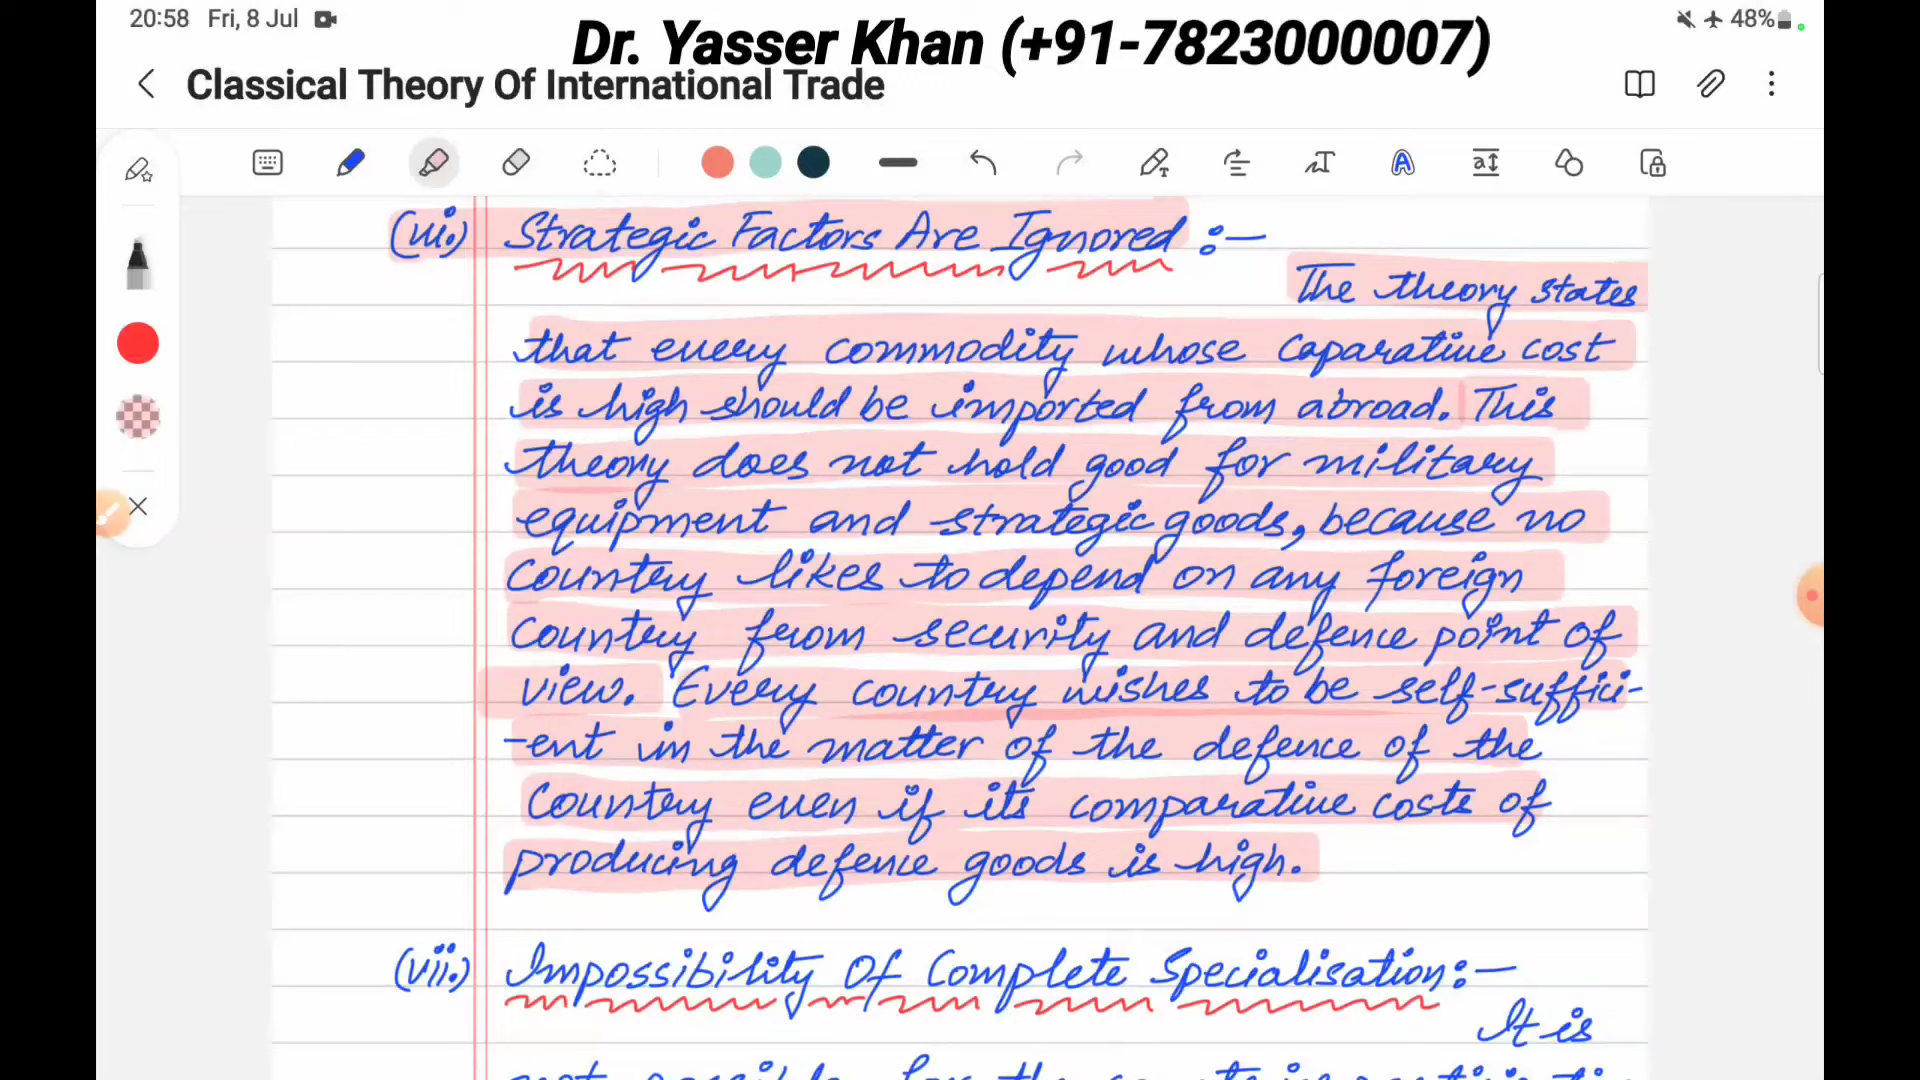 20:58 Fri, 8 Jul 48%
Dr. Yasser Khan (+91-7823000007)
Classical Theory Of International Trade
(vi.) Strategic Factors Are Ignored :-
The theory states
that every commodity whose caparative cost
is high should be imported from abroad. This
theory does not hold good for military
equipment and strategic goods, because no
Country likes to depend on any foreign
Country from security and defence point of
view. Every country wishes to be self-suffici-
-ent in the matter of the defence of the
Country even if its comparative costs of
producing defence goods is high.
(vii.) Impossibility Of Complete Specialisation:-
It is